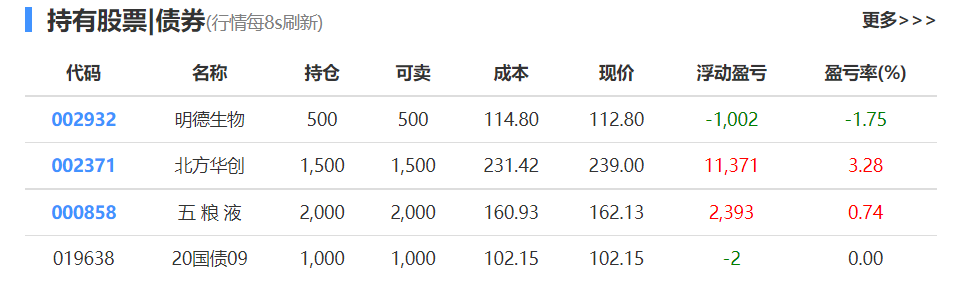 持有股票|债券(行情每8s刷新) 更多>>>
代码 名称 持仓 可卖 成本 现价 浮动盈亏 盈亏率(%)
002932 明德生物 500 500 114.80 112.80 -1,002 -1.75
002371 北方华创 1,500 1,500 231.42 239.00 11,371 3.28
000858 五 粮 液 2,000 2,000 160.93 162.13 2,393 0.74
019638 20国债09 1,000 1,000 102.15 102.15 -2 0.00